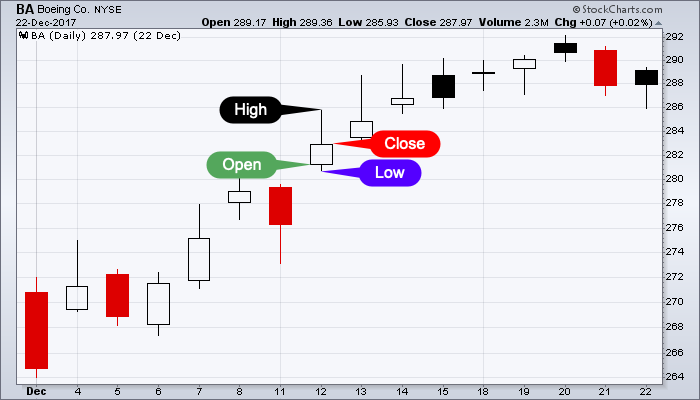 BA Boeing Co. NYSE © StockCharts.com
22-Dec-2017 Open 289.17 High 289.36 Low 285.93 Close 287.97 Volume 2.3M Chg +0.07 (+0.02%)
BA (Daily) 287.97 (22 Dec)
292
290
288
286
284
282
280
278
276
274
272
270
268
266
264
High
Close
Open
Low
Dec 4 5 6 7 8 11 12 13 14 15 18 19 20 21 22